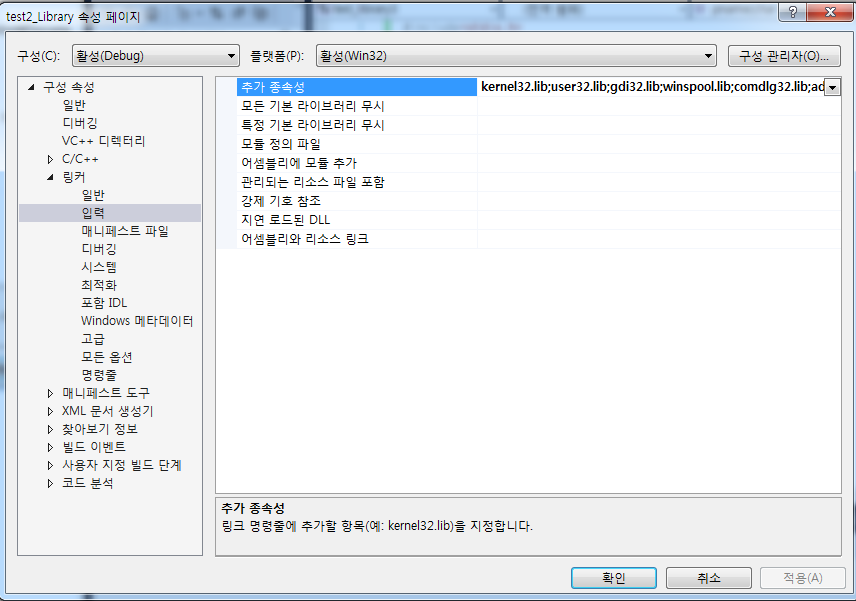 test2_Library 속성 페이지
구성(C): 활성(Debug) 플랫폼(P): 활성(Win32) 구성 관리자(O)...
구성 속성
일반
디버깅
VC++ 디렉터리
C/C++
링커
일반
입력
매니페스트 파일
디버깅
시스템
최적화
포함 IDL
Windows 메타데이터
고급
모든 옵션
명령줄
매니페스트 도구
XML 문서 생성기
찾아보기 정보
빌드 이벤트
사용자 지정 빌드 단계
코드 분석
추가 종속성 kernel32.lib;user32.lib;gdi32.lib;winspool.lib;comdlg32.lib;ad
모든 기본 라이브러리 무시
특정 기본 라이브러리 무시
모듈 정의 파일
어셈블리에 모듈 추가
관리되는 리소스 파일 포함
강제 기호 참조
지연 로드된 DLL
어셈블리와 리소스 링크
추가 종속성
링크 명령줄에 추가할 항목(예: kernel32.lib)을 지정합니다.
확인 취소 적용(A)